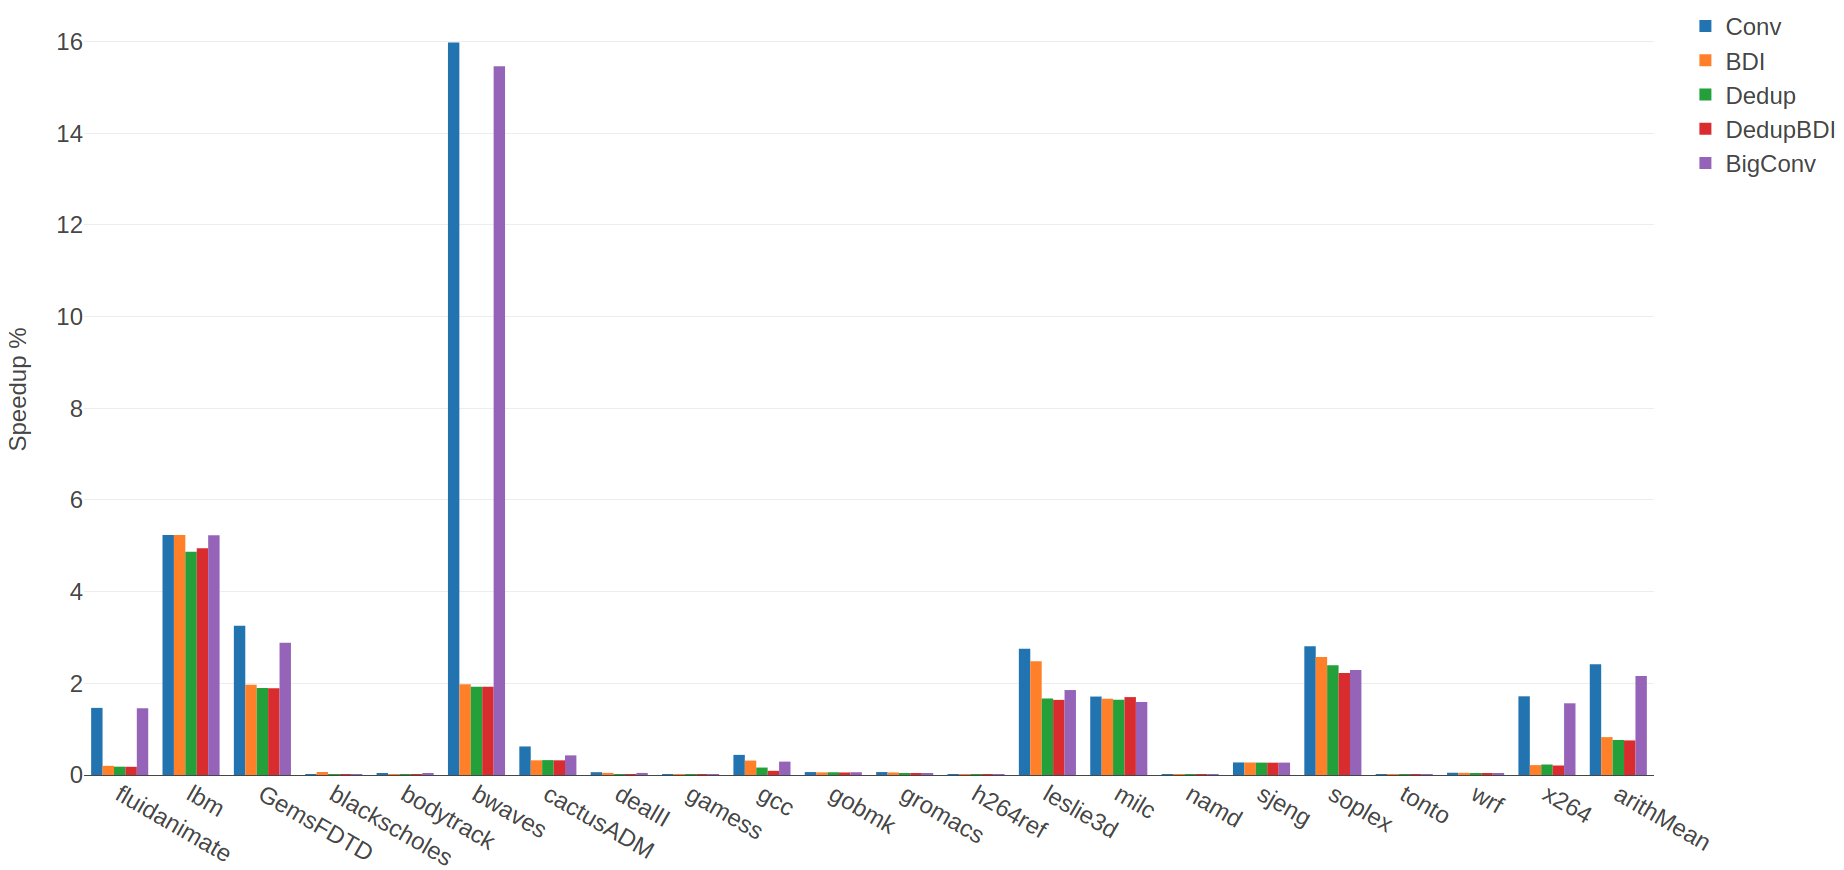 Conv
BDI
Dedup
DedupBDI
BigConv
Speedup %
16
14
12
10
8
6
4
2
0
fluidanimate
lbm
GemsFDTD
blackscholes
bodytrack
bwaves
cactusADM
dealII
gamess
gcc
gobmk
gromacs
h264ref
leslie3d
milc
namd
sjeng
soplex
tonto
wrf
x264
arithMean